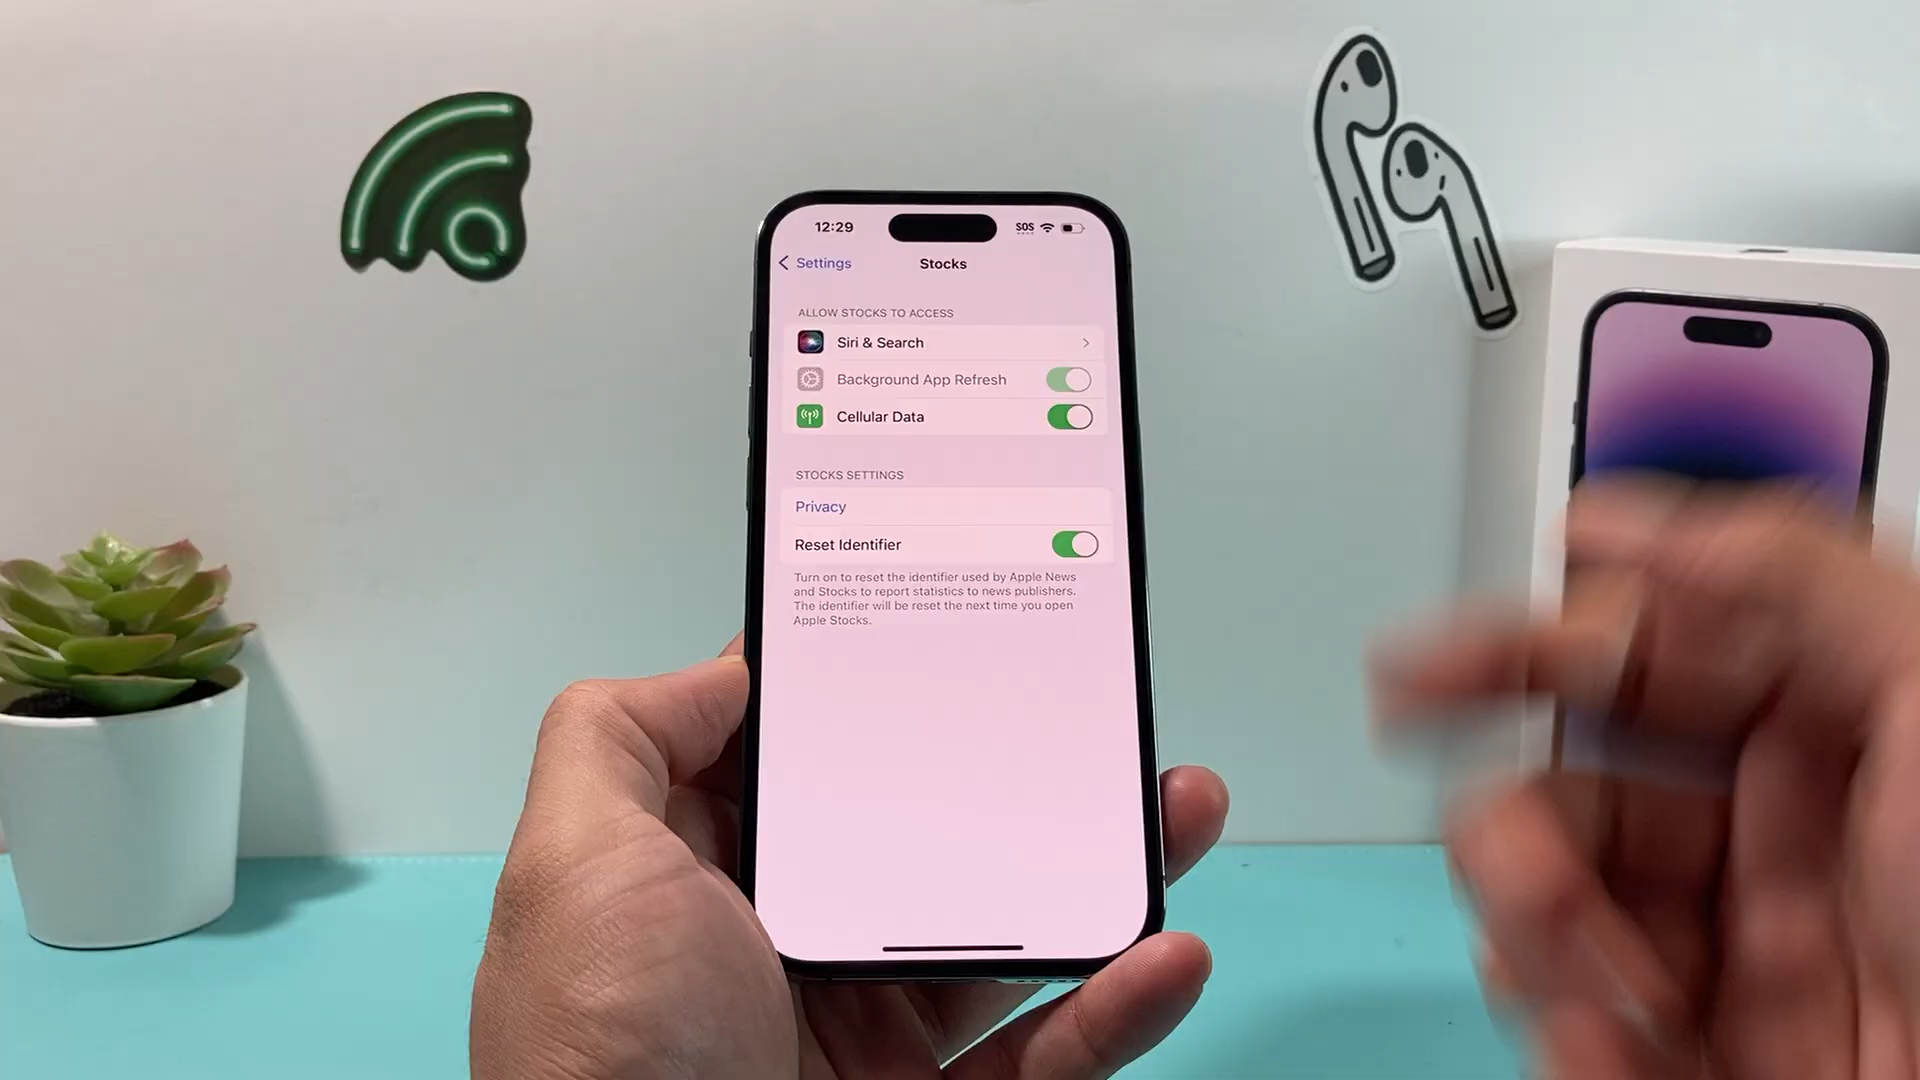 12:29
SOS
Settings
Stocks
ALLOW STOCKS TO ACCESS
Siri & Search
Background App Refresh
Cellular Data
STOCKS SETTINGS
Privacy
Reset Identifier
Turn on to reset the identifier used by Apple News
and Stocks to report statistics to news publishers.
The identifier will be reset the next time you open
Apple Stocks.